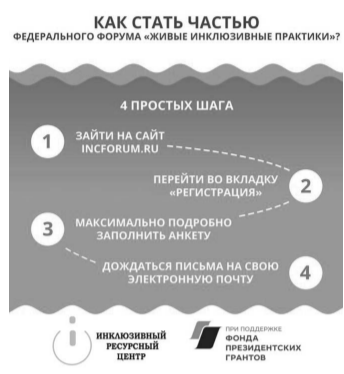 КАК СТАТЬ ЧАСТЬЮ
ФЕДЕРАЛЬНОГО ФОРУМА «ЖИВЫЕ ИНКЛЮЗИВНЫЕ ПРАКТИКИ»?
4 ПРОСТЫХ ШАГА
1
ЗАЙТИ НА САЙТ
INCFORUM.RU
ПЕРЕЙТИ ВО ВКЛАДКУ
«РЕГИСТРАЦИЯ»
2
3
МАКСИМАЛЬНО ПОДРОБНО
ЗАПОЛНИТЬ АНКЕТУ
ДОЖДАТЬСЯ ПИСЬМА НА СВОЮ
ЭЛЕКТРОННУЮ ПОЧТУ
4
ИНКЛЮЗИВНЫЙ
РЕСУРСНЫЙ
ЦЕНТР
ПРИ ПОДДЕРЖКЕ
ФОНДА
ПРЕЗИДЕНТСКИХ
ГРАНТОВ